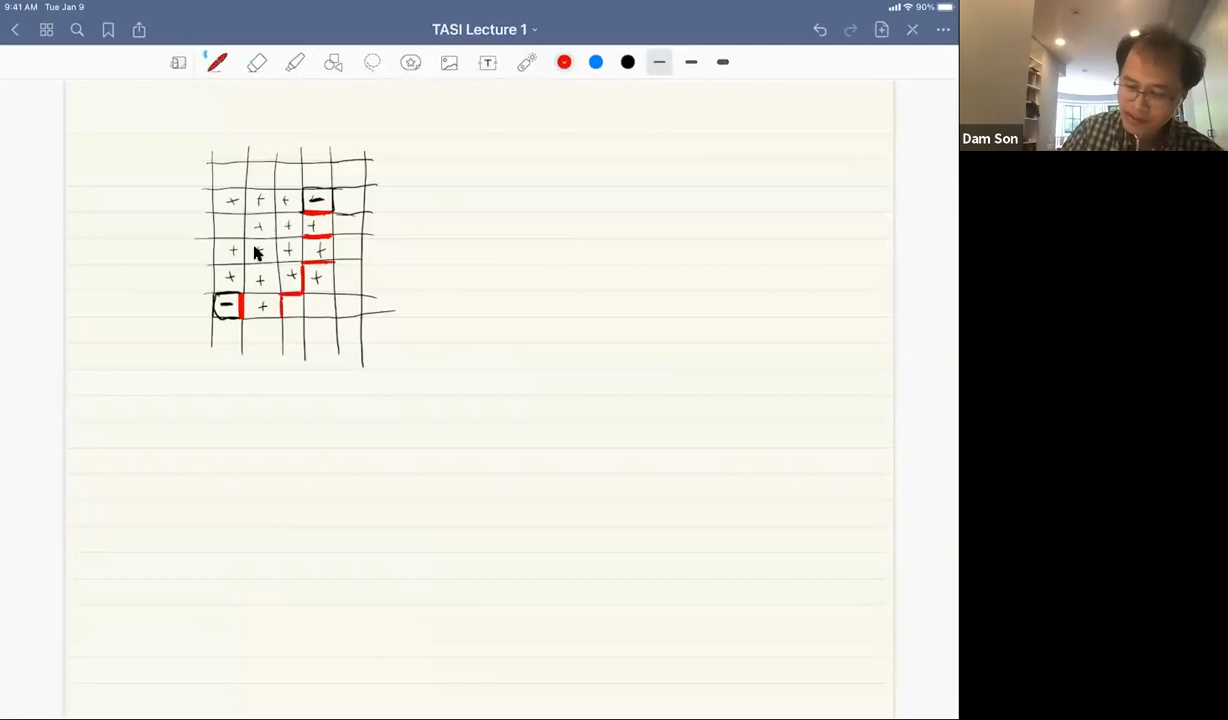 9:41 AM Tue Jan 9
90%
TASI Lecture 1
T
Dam Son
+ + + -
+ + +
+ + + +
+ + + +
- +